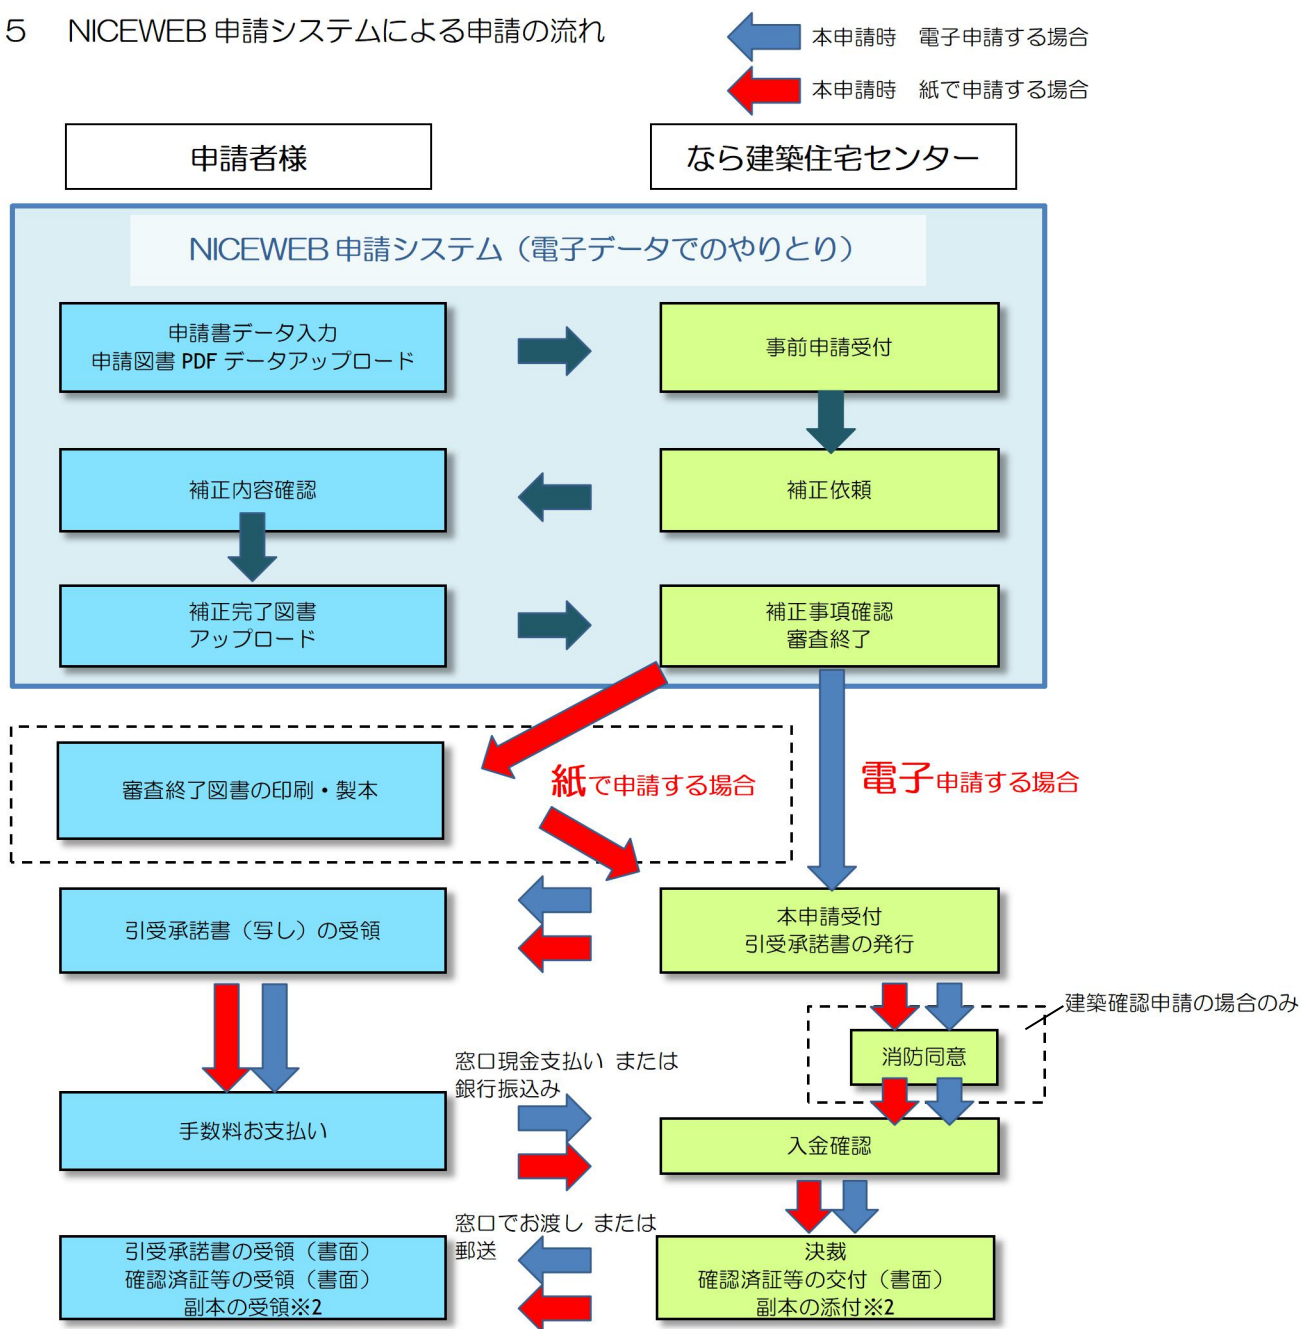 5 NICEWEB 申請システムによる申請の流れ
本申請時 電子申請する場合
本申請時 紙で申請する場合
申請者様
なら建築住宅センター
NICEWEB 申請システム（電子データでのやりとり）
申請書データ入力
申請図書 PDF データアップロード
事前申請受付
補正内容確認
補正依頼
補正完了図書
アップロード
補正事項確認
審査終了
審査終了図書の印刷・製本
紙で申請する場合
電子申請する場合
引受承諾書（写し）の受領
本申請受付
引受承諾書の発行
建築確認申請の場合のみ
消防同意
窓口現金支払い または
銀行振込み
手数料お支払い
入金確認
窓口でお渡し または
郵送
引受承諾書の受領（書面）
確認済証等の受領（書面）
副本の受領※2
決裁
確認済証等の交付（書面）
副本の添付※2